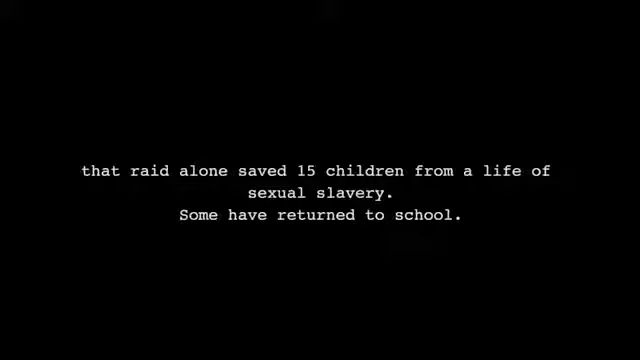 that raid alone saved 15 children from a life of
sexual slavery.
Some have returned to school.